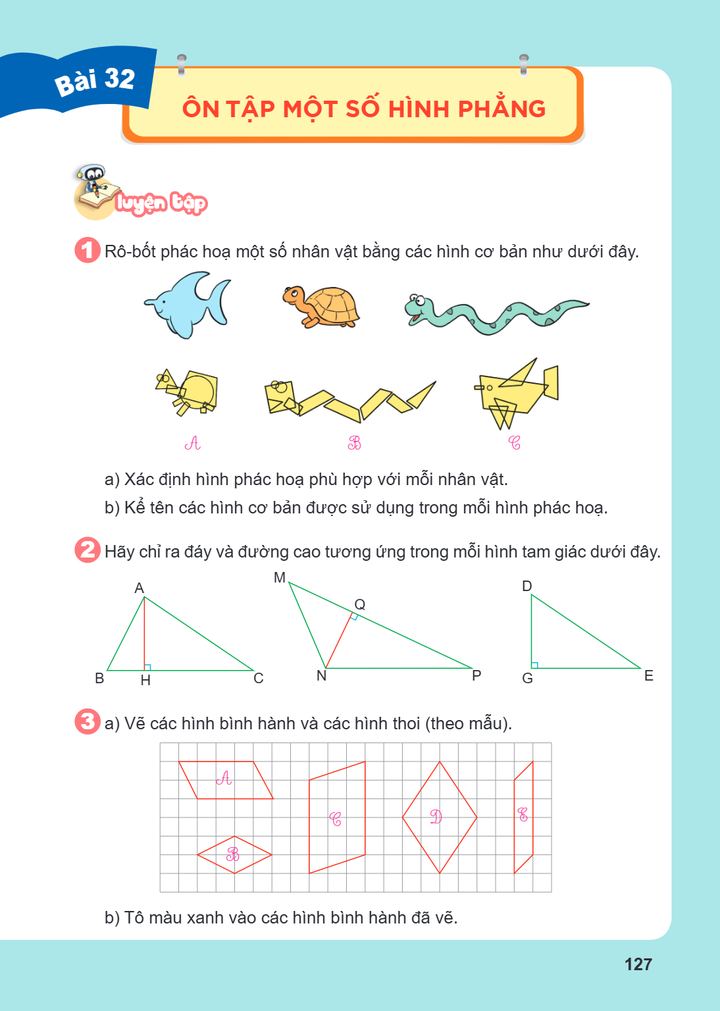 Bài 32
ÔN TẬP MỘT SỐ HÌNH PHẲNG
luyện tập
1 Rô-bốt phác hoạ một số nhân vật bằng các hình cơ bản như dưới đây.
A B C
a) Xác định hình phác hoạ phù hợp với mỗi nhân vật.
b) Kể tên các hình cơ bản được sử dụng trong mỗi hình phác hoạ.
2 Hãy chỉ ra đáy và đường cao tương ứng trong mỗi hình tam giác dưới đây.
A
B H C
M
Q
N P
D
G E
3 a) Vẽ các hình bình hành và các hình thoi (theo mẫu).
A
B
C
D
E
b) Tô màu xanh vào các hình bình hành đã vẽ.
127